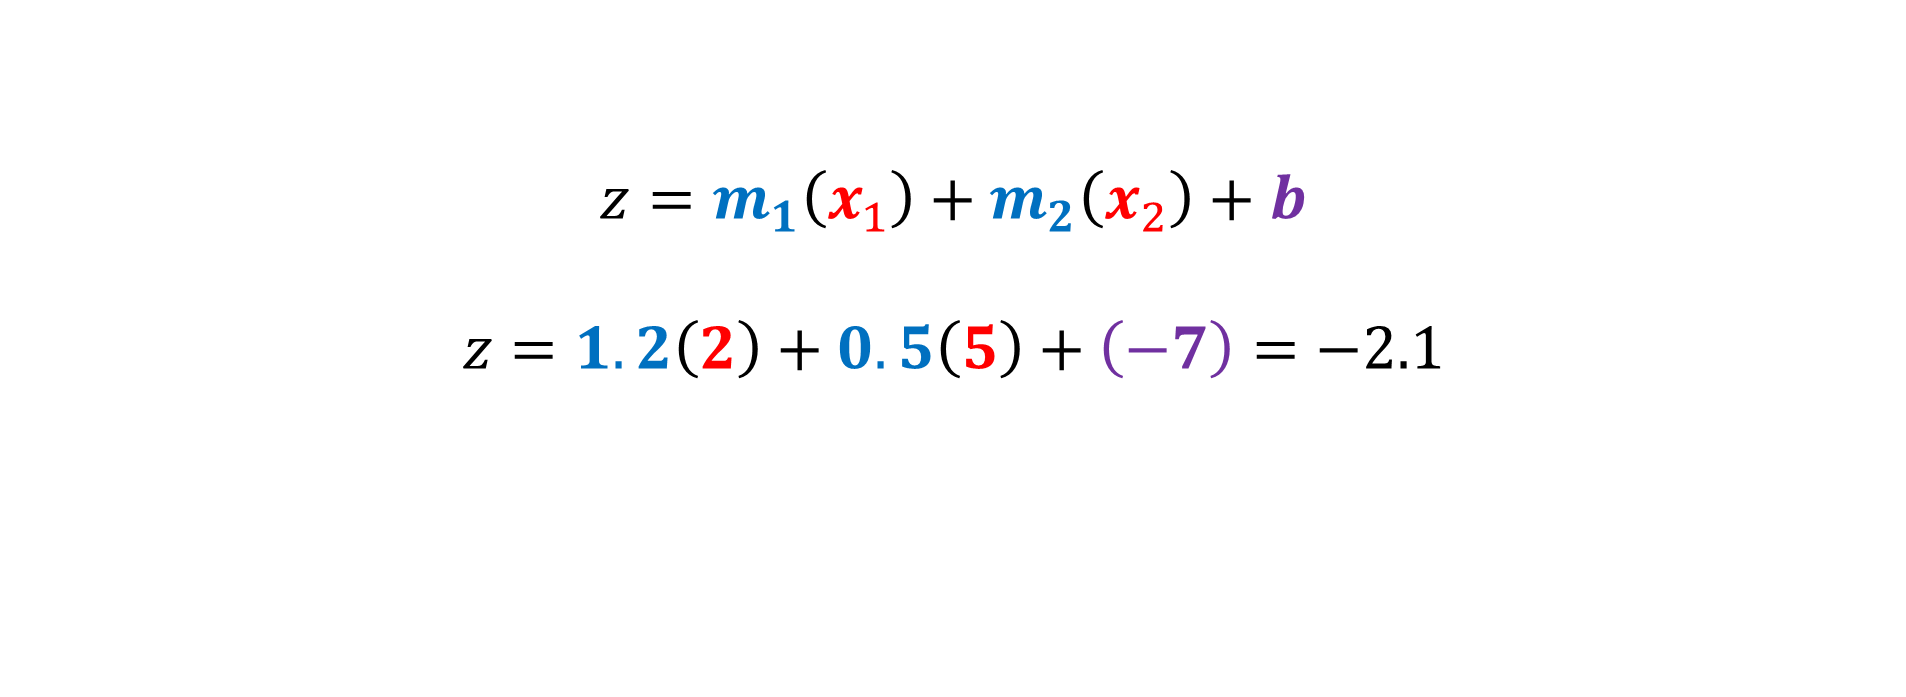 z = m₁(x₁) + m₂(x₂) + b
z = 1.2(2) + 0.5(5) + (−7) = −2.1